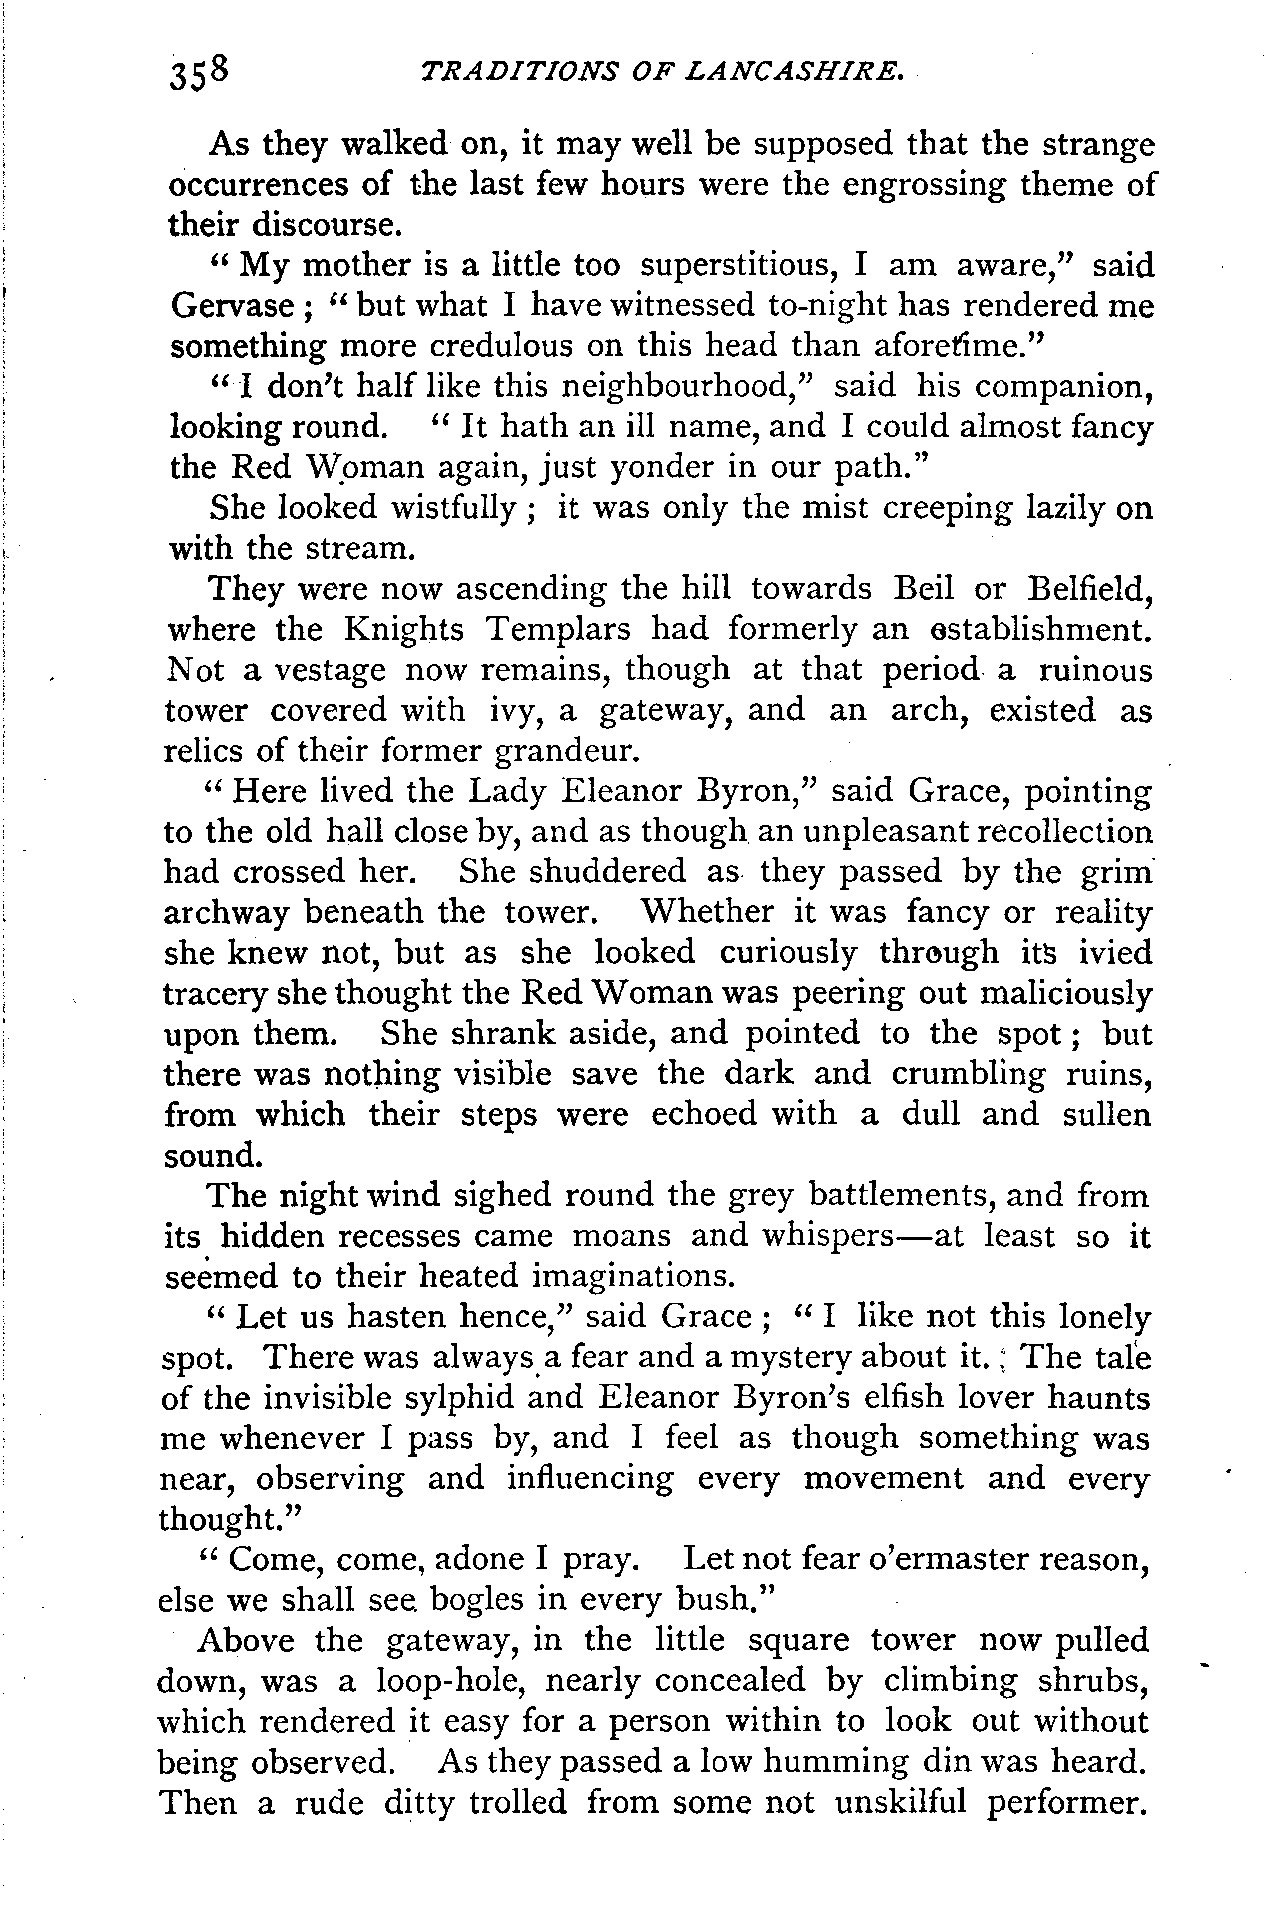 358 TRADITIONS OF LANCASHIRE.
As they walked on, it may well be supposed that the strange
occurrences of the last few hours were the engrossing theme of
their discourse.
" My mother is a little too superstitious, I am aware," said
Gervase ; " but what I have witnessed to-night has rendered me
something more credulous on this head than aforetime."
" I don't half like this neighbourhood," said his companion,
looking round. " It hath an ill name, and I could almost fancy
the Red Woman again, just yonder in our path."
She looked wistfully ; it was only the mist creeping lazily on
with the stream.
They were now ascending the hill towards Beil or Belfield,
where the Knights Templars had formerly an establishment.
Not a vestage now remains, though at that period a ruinous
tower covered with ivy, a gateway, and an arch, existed as
relics of their former grandeur.
" Here lived the Lady Eleanor Byron," said Grace, pointing
to the old hall close by, and as though an unpleasant recollection
had crossed her. She shuddered as they passed by the grim
archway beneath the tower. Whether it was fancy or reality
she knew not, but as she looked curiously through its ivied
tracery she thought the Red Woman was peering out maliciously
upon them. She shrank aside, and pointed to the spot ; but
there was nothing visible save the dark and crumbling ruins,
from which their steps were echoed with a dull and sullen
sound.
The night wind sighed round the grey battlements, and from
its hidden recesses came moans and whispers—at least so it
seemed to their heated imaginations.
" Let us hasten hence," said Grace ; " I like not this lonely
spot. There was always a fear and a mystery about it. The tale
of the invisible sylphid and Eleanor Byron's elfish lover haunts
me whenever I pass by, and I feel as though something was
near, observing and influencing every movement and every
thought."
" Come, come, adone I pray. Let not fear o'ermaster reason,
else we shall see bogles in every bush."
Above the gateway, in the little square tower now pulled
down, was a loop-hole, nearly concealed by climbing shrubs,
which rendered it easy for a person within to look out without
being observed. As they passed a low humming din was heard.
Then a rude ditty trolled from some not unskilful performer.